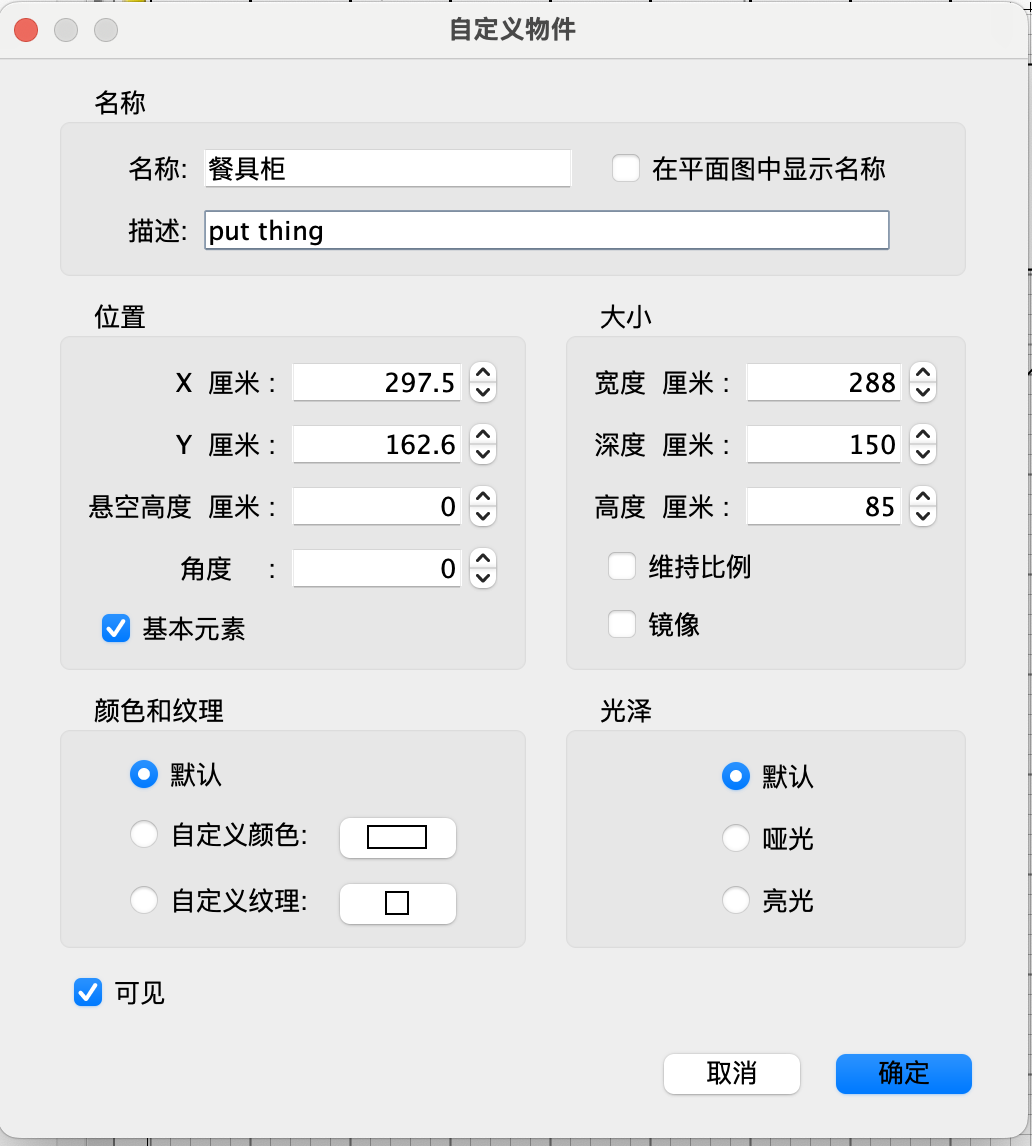 自定义物件
名称
名称: 餐具柜 在平面图中显示名称
描述: put thing
位置 大小
X 厘米 : 297.5 宽度 厘米 : 288
Y 厘米 : 162.6 深度 厘米 : 150
悬空高度 厘米 : 0 高度 厘米 : 85
角度 : 0 维持比例
基本元素 镜像
颜色和纹理 光泽
默认 默认
自定义颜色: 哑光
自定义纹理: 亮光
可见
取消 确定